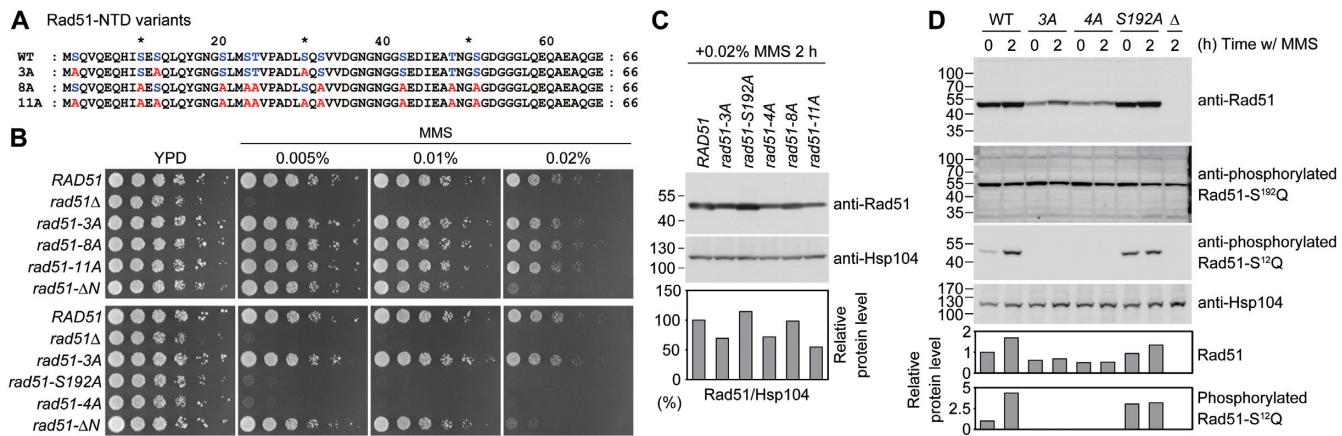 A Rad51-NTD variants
* * * *
20 40 60
WT : MSQVQEQHISESQLQYGNGSLMSTVPADLSQSVVDGNGNGGSEDIEATNGSGDGGGLQEQAEAQGE : 66
3A : MAQVQEQHISEAQLQYGNGSLMSTVPADLAQSVVDGNGNGGSEDIEATNGSGDGGGLQEQAEAQGE : 66
8A : MSQVQEQHIAESQLQYGNGALMAAVPADLSQAVVDGNGNGGAEDIEAANGAGDGGGLQEQAEAQGE : 66
11A : MAQVQEQHIAEAQLQYGNGALMAAVPADLAQAVVDGNGNGGAEDIEAANGAGDGGGLQEQAEAQGE : 66
B
MMS
YPD 0.005% 0.01% 0.02%
RAD51
rad51Δ
rad51-3A
rad51-8A
rad51-11A
rad51-ΔN
RAD51
rad51Δ
rad51-3A
rad51-S192A
rad51-4A
rad51-ΔN
C
+0.02% MMS 2 h
RAD51 rad51-3A rad51-S192A rad51-4A rad51-8A rad51-11A
55
40
anti-Rad51
130
100
anti-Hsp104
150
100
50
0
(%)
Relative
protein level
Rad51/Hsp104
D
WT 3A 4A S192A Δ
0 2 0 2 0 2 0 2 2 (h) Time w/ MMS
100
70
55
40
35
anti-Rad51
100
70
55
40
35
anti-phosphorylated
Rad51-S¹⁹²Q
55
40
anti-phosphorylated
Rad51-S¹²Q
170
130
100
anti-Hsp104
Relative
protein level
2
1
0
Rad51
5
2.5
0
Phosphorylated
Rad51-S¹²Q